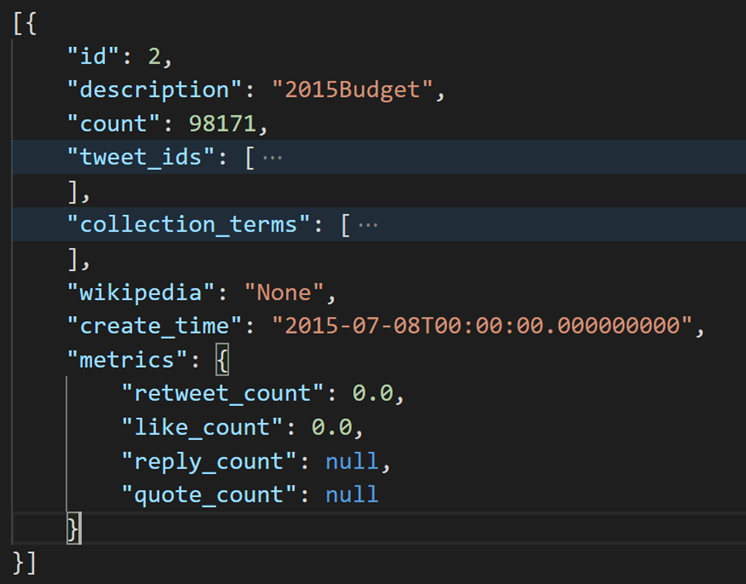 [{
    "id": 2,
    "description": "2015Budget",
    "count": 98171,
    "tweet_ids": [ ···
    ],
    "collection_terms": [ ···
    ],
    "wikipedia": "None",
    "create_time": "2015-07-08T00:00:00.000000000",
    "metrics": {
        "retweet_count": 0.0,
        "like_count": 0.0,
        "reply_count": null,
        "quote_count": null
    }
}]